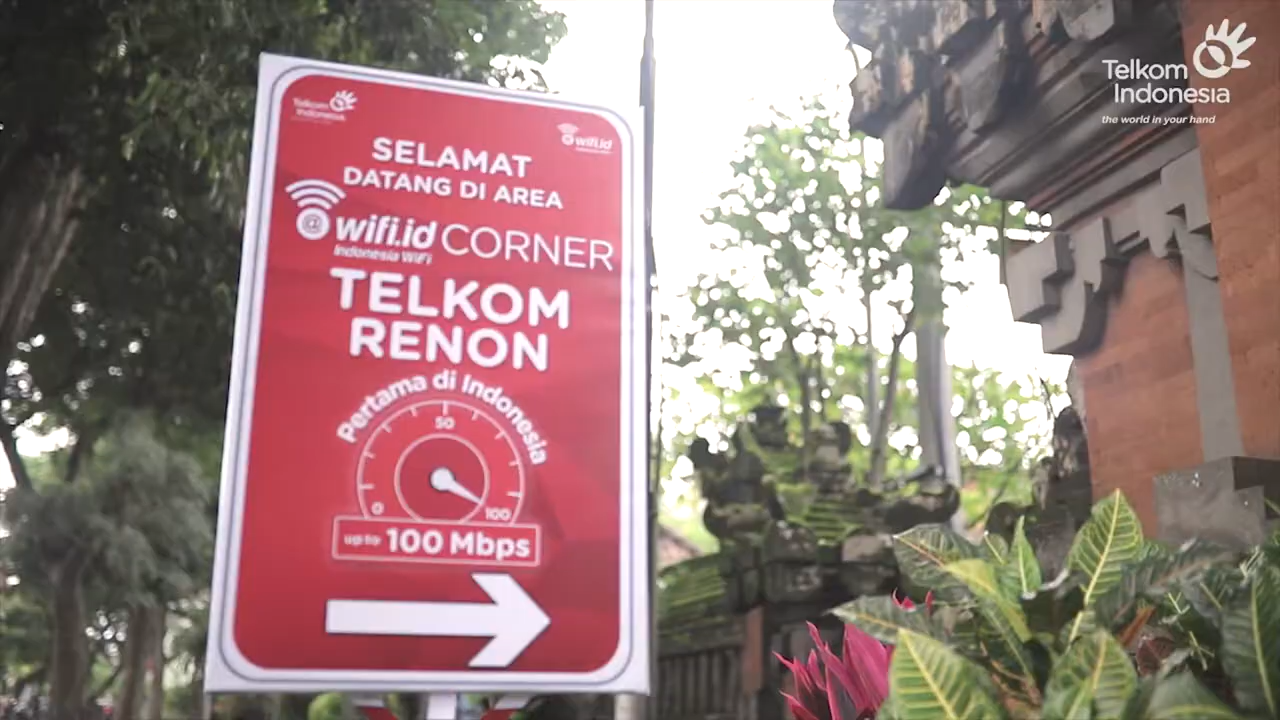 Telkom
Indonesia
the world in your hand
Telkom
Indonesia
wifi.id
SELAMAT
DATANG DI AREA
@ wifi.id CORNER
Indonesia WiFi
TELKOM
RENON
Pertama di Indonesia
50
0
100
up to 100 Mbps